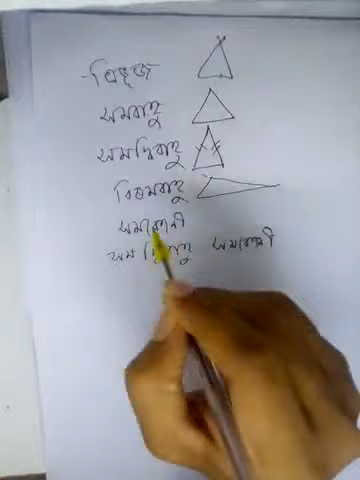 ত্রিভুজ
সমবাহু
সমদ্বিবাহু
বিষমবাহু
সমকোণী
সমদ্বিবাহু সমকোণী